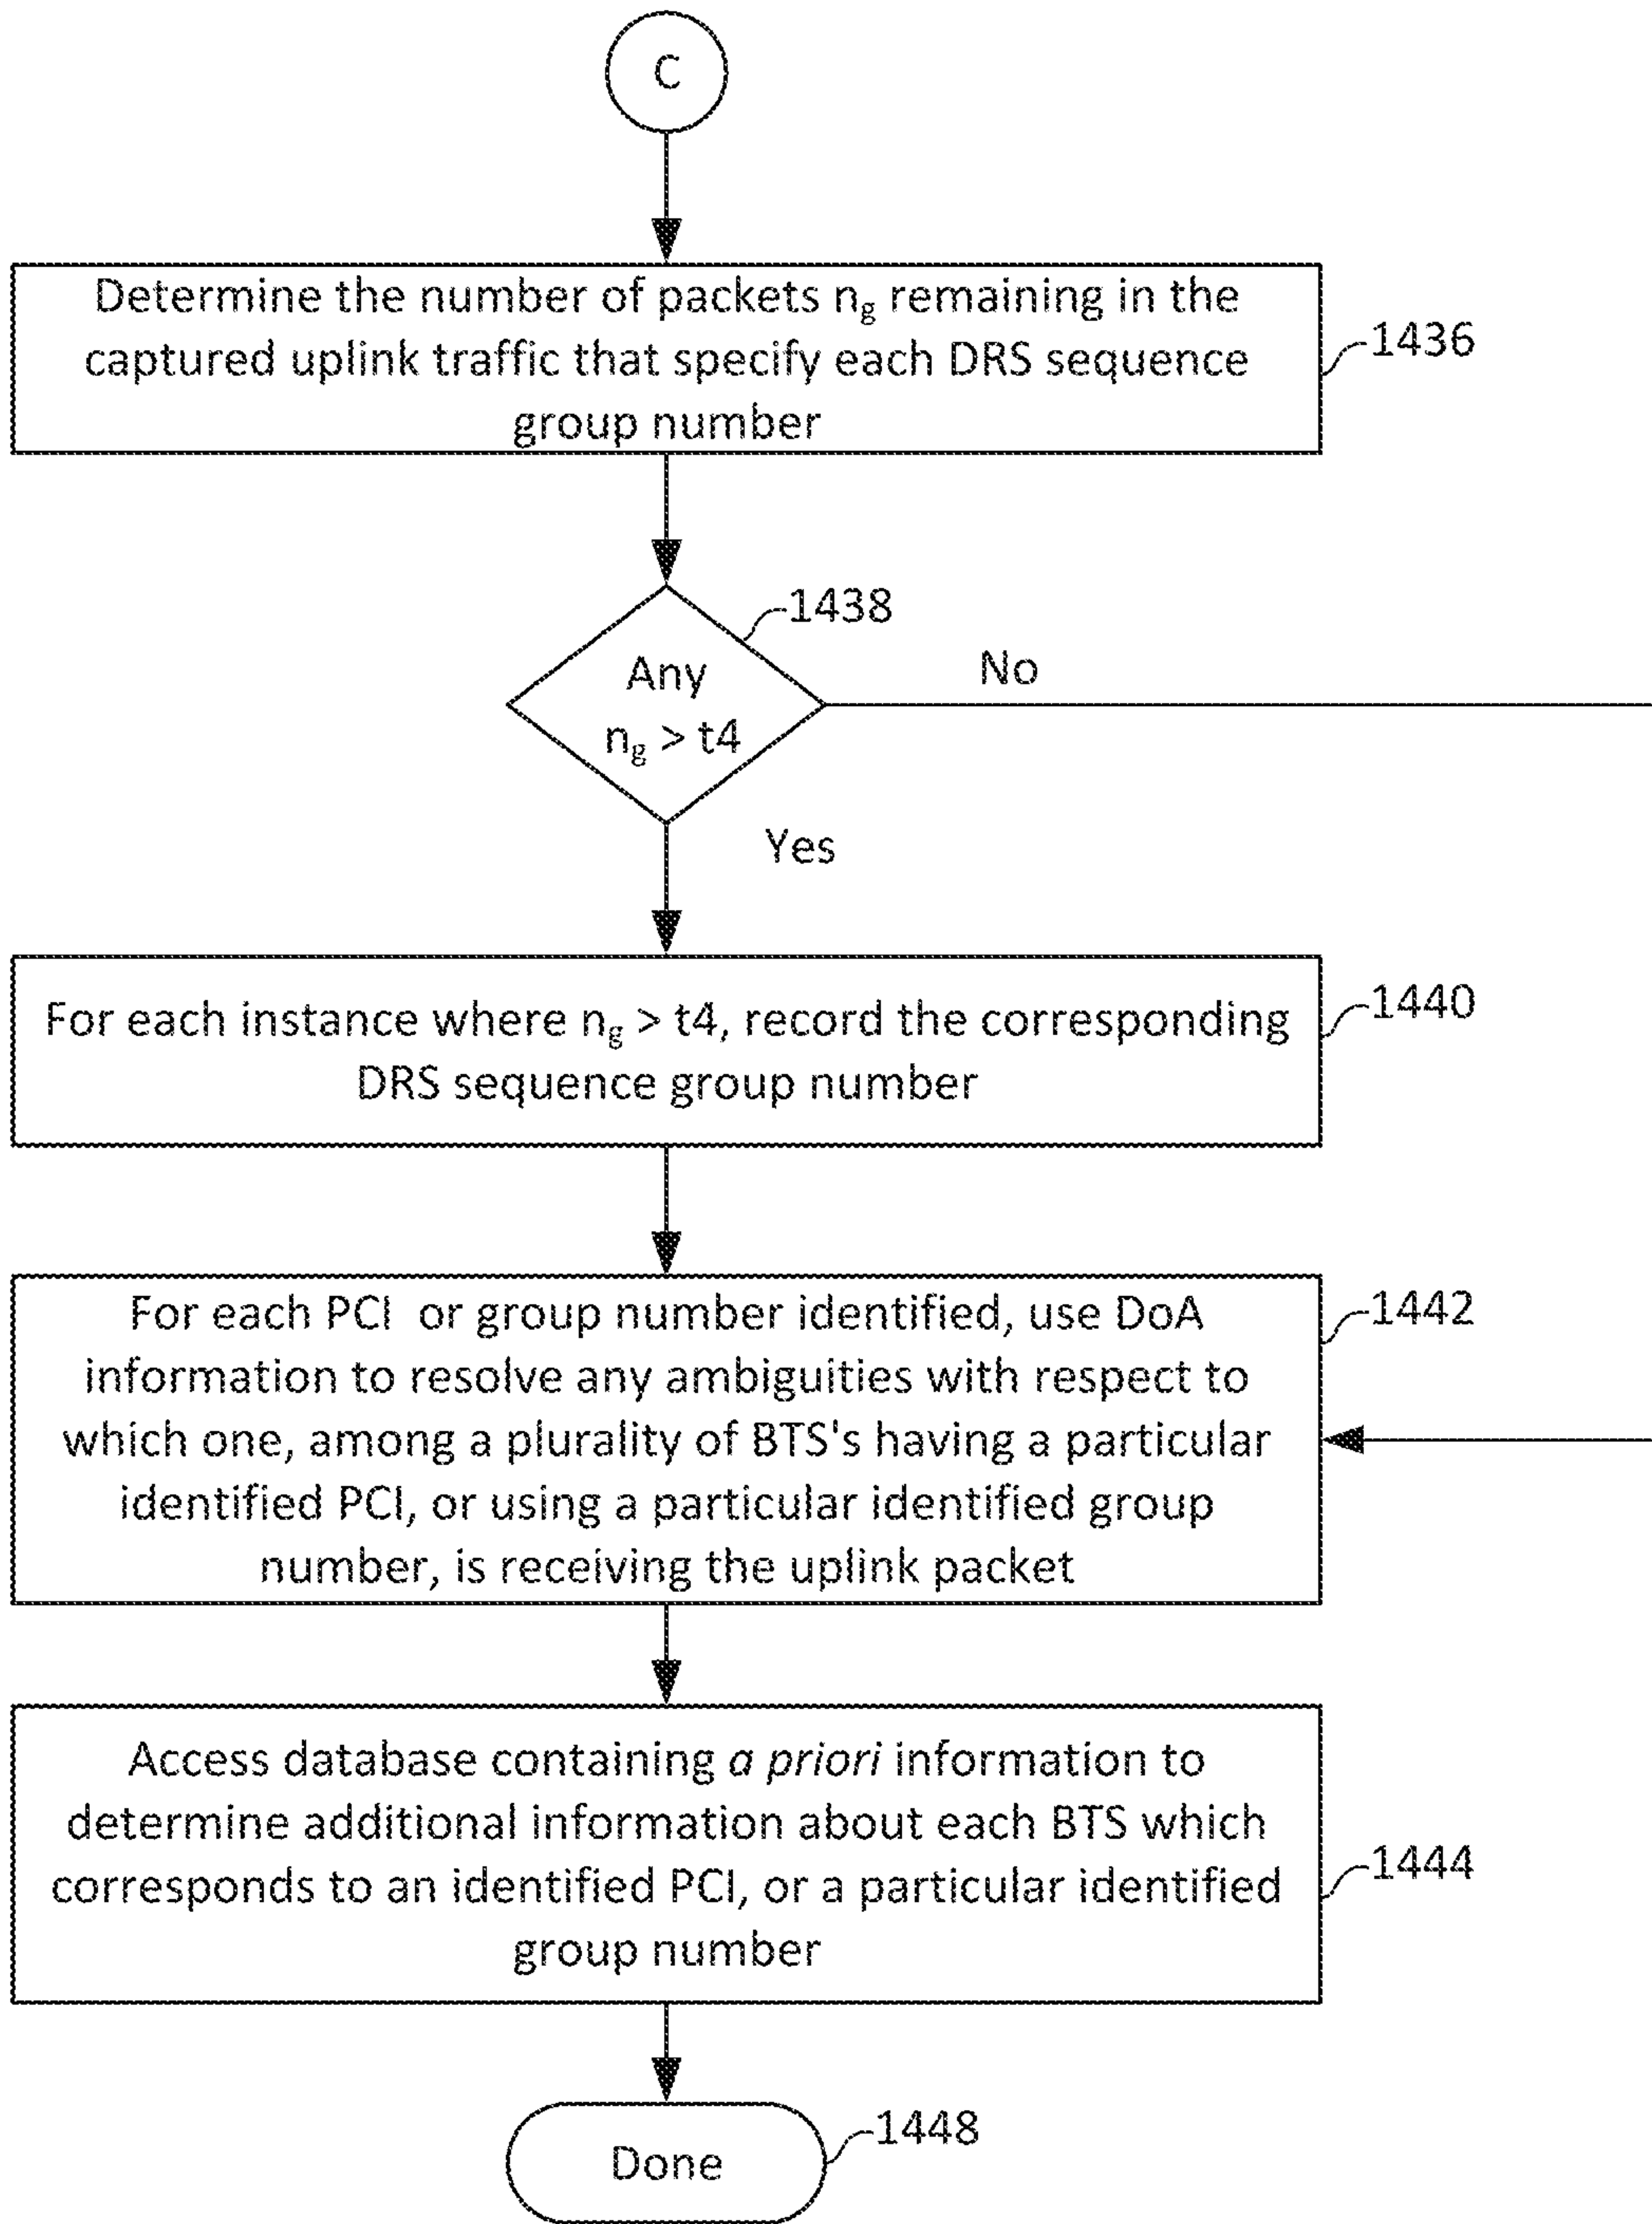 C
Determine the number of packets ng remaining in the
captured uplink traffic that specify each DRS sequence
group number
1436
1438
Any
ng > t4
No
Yes
For each instance where ng > t4, record the corresponding
DRS sequence group number
1440
For each PCI or group number identified, use DoA
information to resolve any ambiguities with respect to
which one, among a plurality of BTS's having a particular
identified PCI, or using a particular identified group
number, is receiving the uplink packet
1442
Access database containing a priori information to
determine additional information about each BTS which
corresponds to an identified PCI, or a particular identified
group number
1444
Done
1448